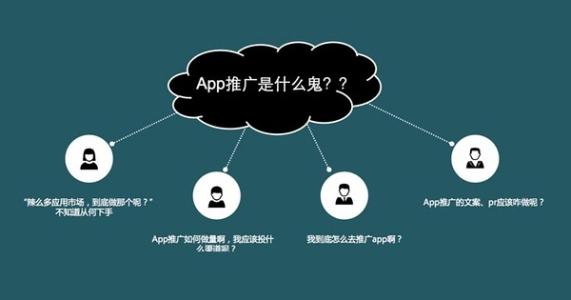 App推广是什么鬼？？
“辣么多应用市场，到底做那个呢？”
不知道从何下手
App推广如何做量啊，我应该投什
么渠道呢？
我到底怎么去推广app啊？
App推广的文案、pr应该咋做呢？